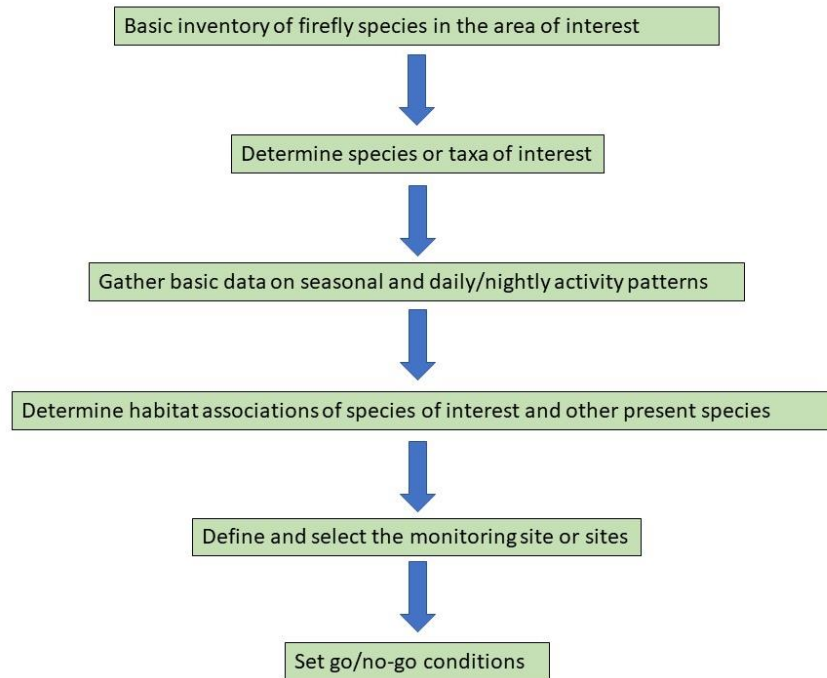 Basic inventory of firefly species in the area of interest
Determine species or taxa of interest
Gather basic data on seasonal and daily/nightly activity patterns
Determine habitat associations of species of interest and other present species
Define and select the monitoring site or sites
Set go/no-go conditions